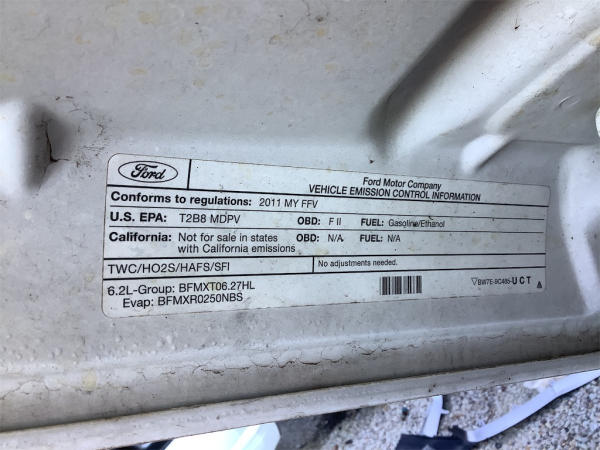 Ford
Ford Motor Company
VEHICLE EMISSION CONTROL INFORMATION
Conforms to regulations: 2011 MY FFV
U.S. EPA: T2B8 MDPV OBD: F II FUEL: Gasoline/Ethanol
California: Not for sale in states with California emissions OBD: N/A FUEL: N/A
TWC/HO2S/HAFS/SFI No adjustments needed.
6.2L-Group: BFMXT06.27HL
Evap: BFMXR0250NBS
BW7E-9C485-UCT